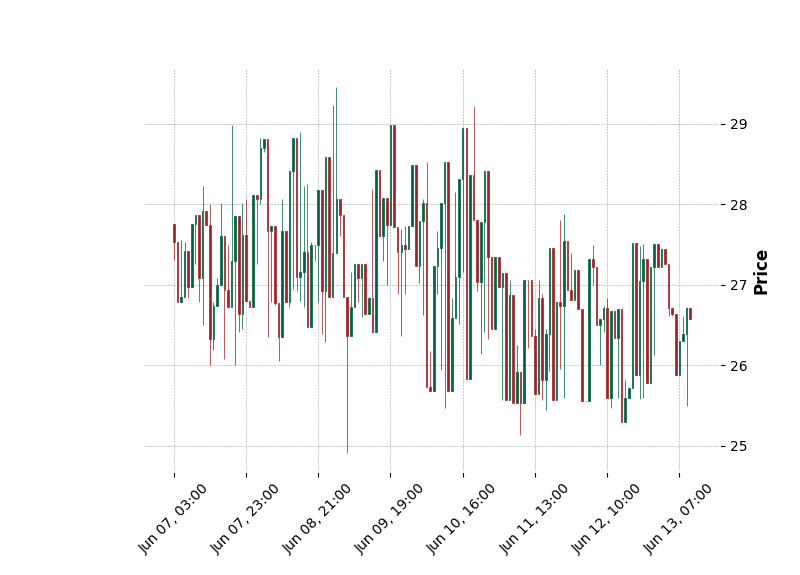 29
28
27
26
25
Price
Jun 07, 03:00
Jun 07, 23:00
Jun 08, 21:00
Jun 09, 19:00
Jun 10, 16:00
Jun 11, 13:00
Jun 12, 10:00
Jun 13, 07:00